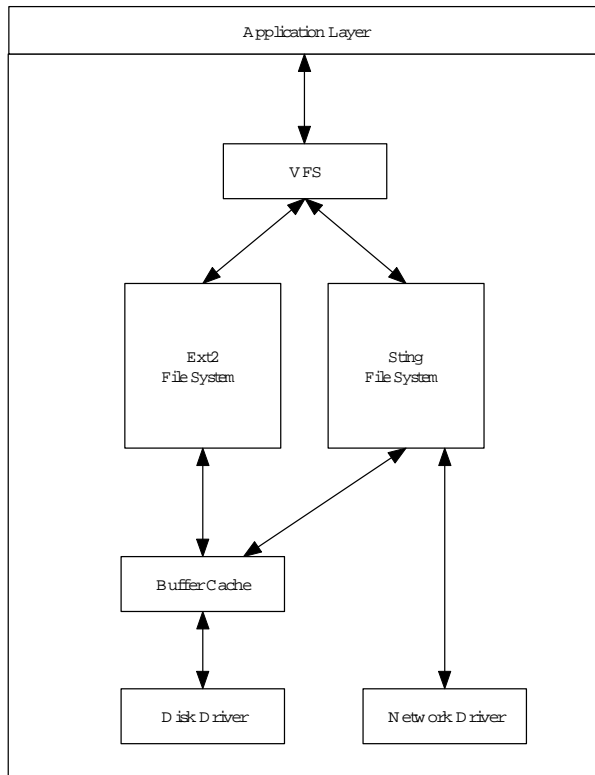 Application Layer
VFS
Ext2
File System
Sting
File System
Buffer Cache
Disk Driver
Network Driver